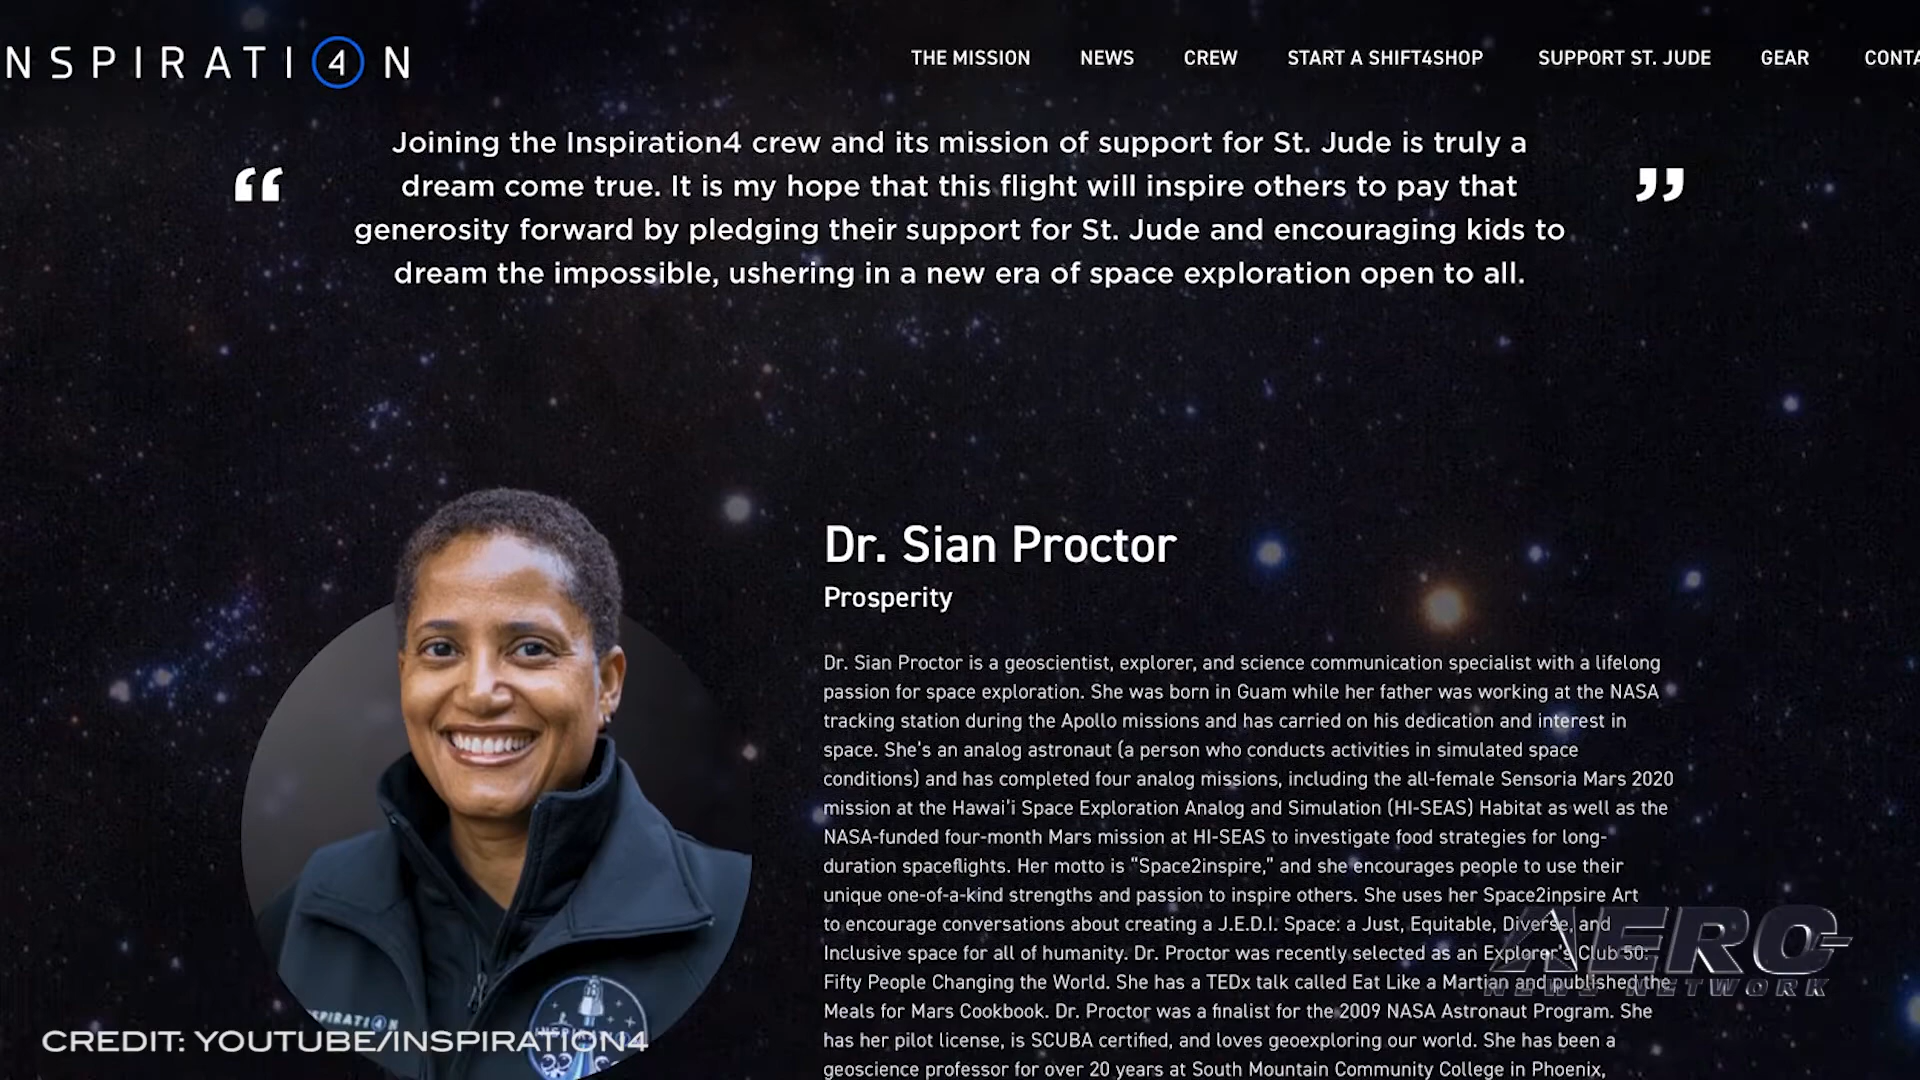 NSPIRATI4N
THE MISSION NEWS CREW START A SHIFT4SHOP SUPPORT ST. JUDE GEAR CONTA
“ Joining the Inspiration4 crew and its mission of support for St. Jude is truly a
dream come true. It is my hope that this flight will inspire others to pay that
generosity forward by pledging their support for St. Jude and encouraging kids to
dream the impossible, ushering in a new era of space exploration open to all. ”
Dr. Sian Proctor
Prosperity
Dr. Sian Proctor is a geoscientist, explorer, and science communication specialist with a lifelong
passion for space exploration. She was born in Guam while her father was working at the NASA
tracking station during the Apollo missions and has carried on his dedication and interest in
space. She's an analog astronaut (a person who conducts activities in simulated space
conditions) and has completed four analog missions, including the all-female Sensoria Mars 2020
mission at the Hawai'i Space Exploration Analog and Simulation (HI-SEAS) Habitat as well as the
NASA-funded four-month Mars mission at HI-SEAS to investigate food strategies for long-
duration spaceflights. Her motto is “Space2inspire,” and she encourages people to use their
unique one-of-a-kind strengths and passion to inspire others. She uses her Space2inpsire Art
to encourage conversations about creating a J.E.D.I. Space: a Just, Equitable, Diverse, and
Inclusive space for all of humanity. Dr. Proctor was recently selected as an Explorer's Club 50:
Fifty People Changing the World. She has a TEDx talk called Eat Like a Martian and published the
Meals for Mars Cookbook. Dr. Proctor was a finalist for the 2009 NASA Astronaut Program. She
has her pilot license, is SCUBA certified, and loves geoexploring our world. She has been a
geoscience professor for over 20 years at South Mountain Community College in Phoenix,
NSPIRATI4N
INSPIRATION4
CREDIT: YOUTUBE/INSPIRATION4
AERO
NEWS NETWORK